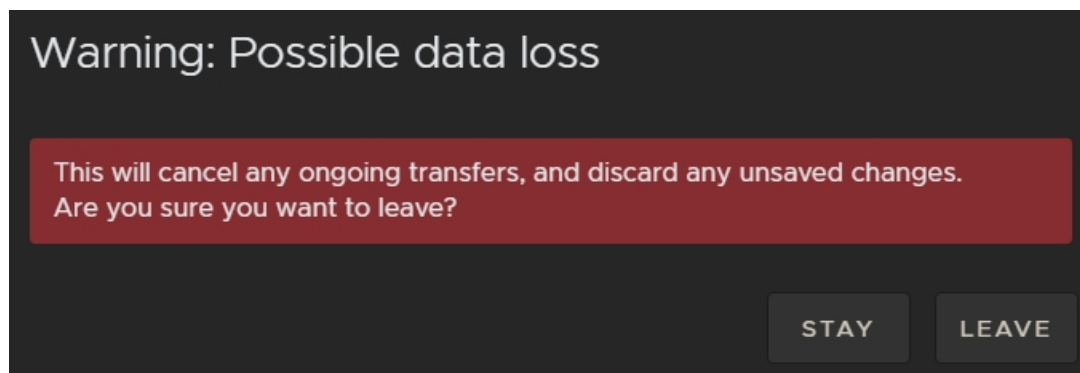 Warning: Possible data loss
This will cancel any ongoing transfers, and discard any unsaved changes.
Are you sure you want to leave?
STAY
LEAVE